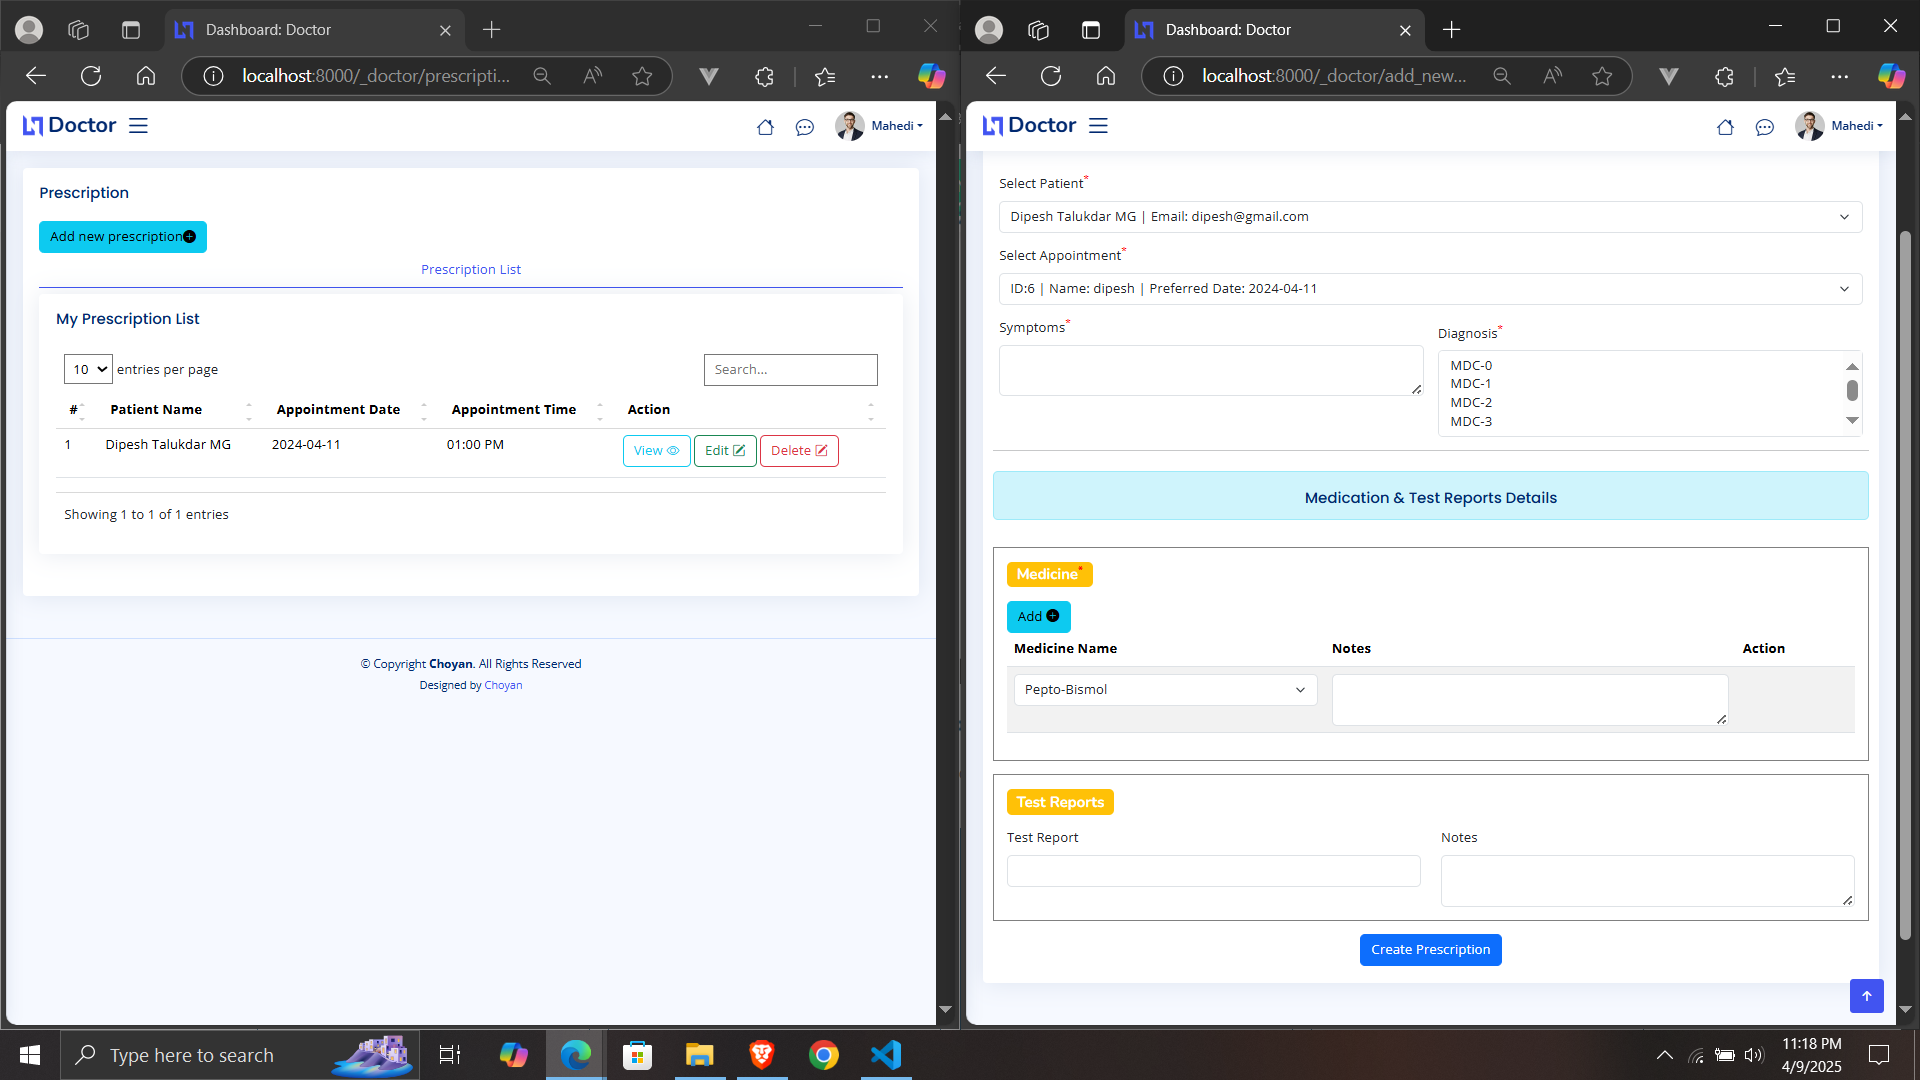 Dashboard: Doctor
localhost:8000/_doctor/prescripti...
Doctor
Mahedi
Prescription
Add new prescription
Prescription List
My Prescription List
10 entries per page
Search...
# Patient Name Appointment Date Appointment Time Action
1 Dipesh Talukdar MG 2024-04-11 01:00 PM View Edit Delete
Showing 1 to 1 of 1 entries
© Copyright Choyan. All Rights Reserved
Designed by Choyan
Dashboard: Doctor
localhost:8000/_doctor/add_new...
Doctor
Mahedi
Select Patient*
Dipesh Talukdar MG | Email: dipesh@gmail.com
Select Appointment*
ID:6 | Name: dipesh | Preferred Date: 2024-04-11
Symptoms*
Diagnosis*
MDC-0
MDC-1
MDC-2
MDC-3
Medication & Test Reports Details
Medicine*
Add
Medicine Name Notes Action
Pepto-Bismol
Test Reports
Test Report Notes
Create Prescription
Type here to search
11:18 PM
4/9/2025